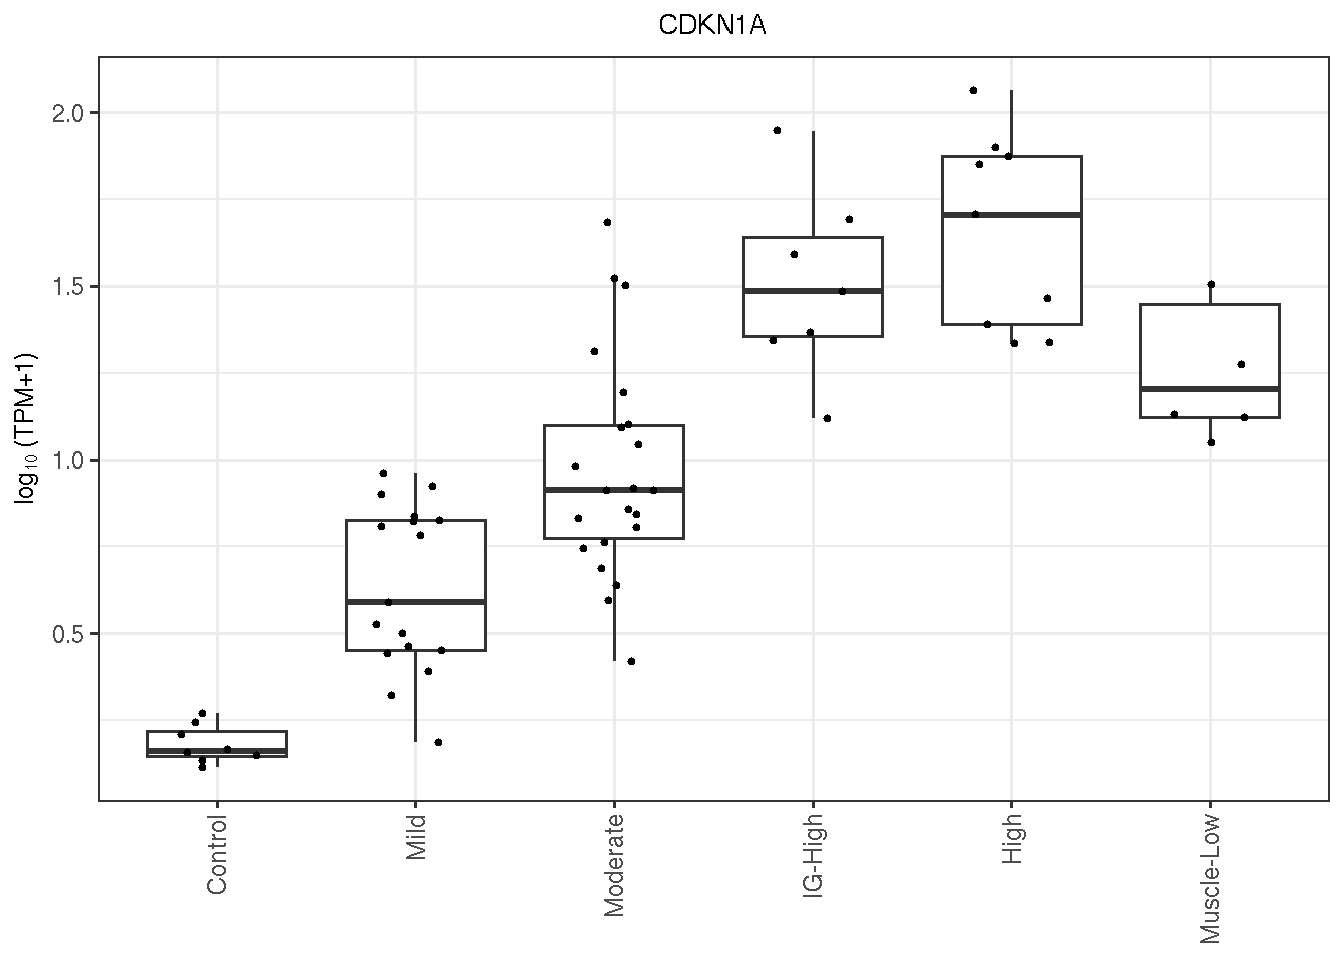 CDKN1A
log₁₀ (TPM+1)
2.0
1.5
1.0
0.5
Control
Mild
Moderate
IG-High
High
Muscle-Low